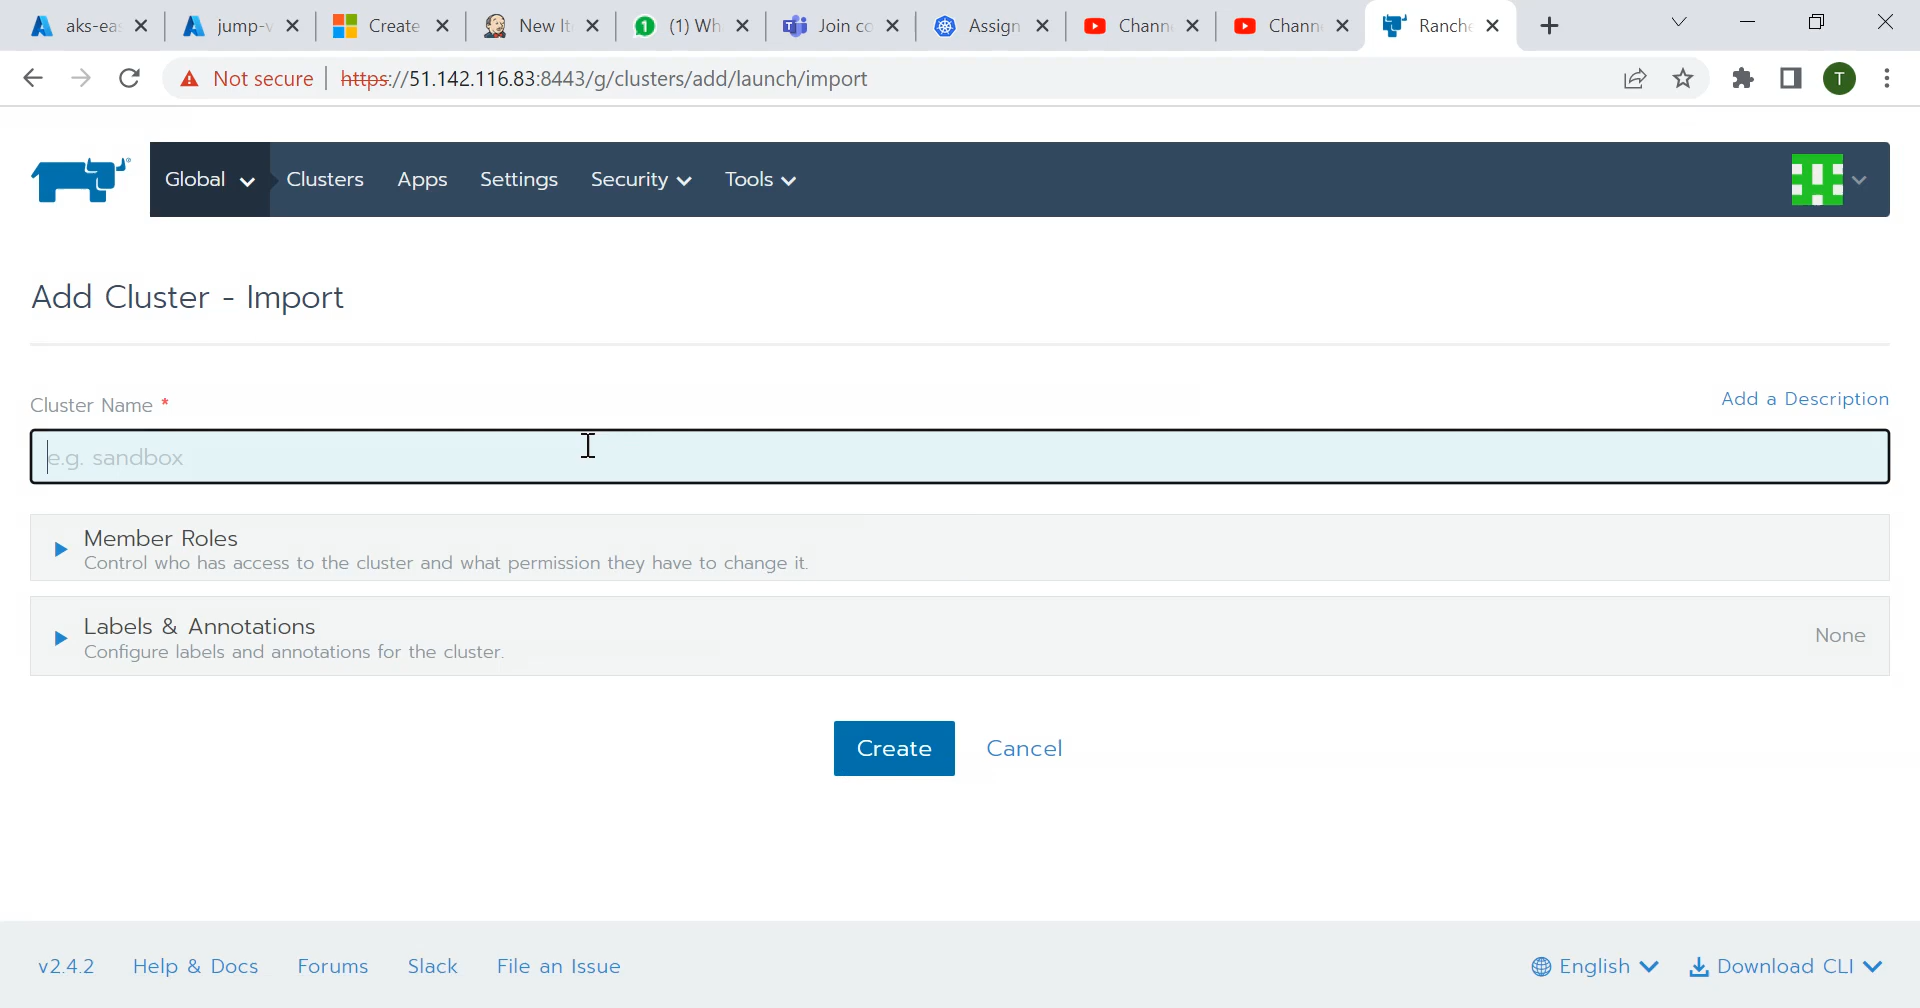 aks-eas
jump-v
Create
New It
(1) Wh
Join co
Assign
Chann
Chann
Ranche
Not secure
https://51.142.116.83:8443/g/clusters/add/launch/import
T
Global
Clusters
Apps
Settings
Security
Tools
Add Cluster - Import
Cluster Name *
Add a Description
e.g. sandbox
Member Roles
Control who has access to the cluster and what permission they have to change it.
Labels & Annotations
Configure labels and annotations for the cluster.
None
Create
Cancel
v2.4.2
Help & Docs
Forums
Slack
File an Issue
English
Download CLI